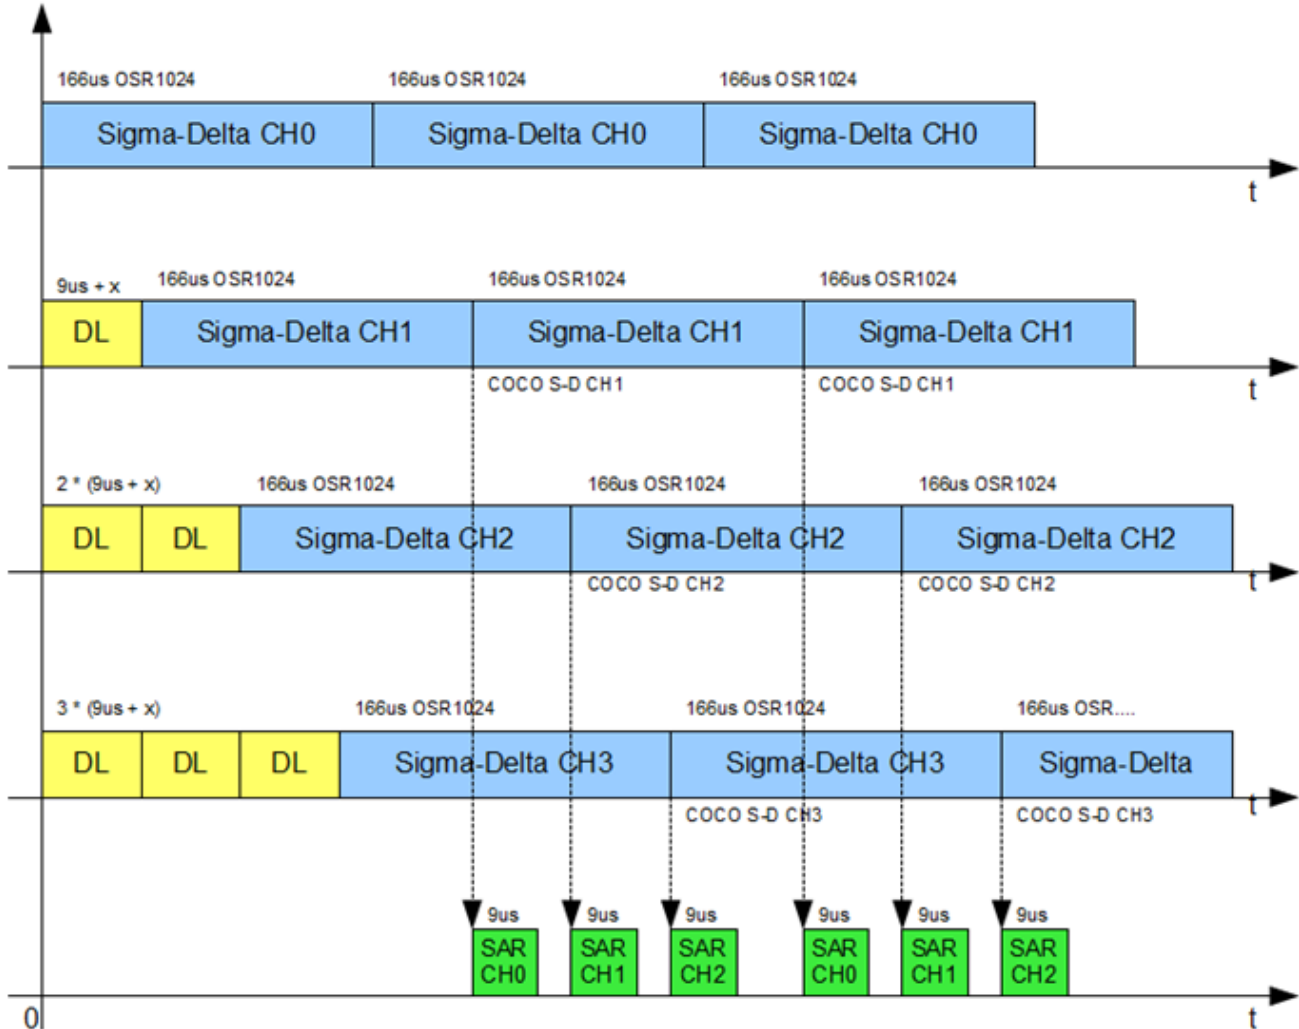 166us OSR1024 166us OSR1024 166us OSR1024
Sigma-Delta CH0 Sigma-Delta CH0 Sigma-Delta CH0
t
9us + x 166us OSR1024 166us OSR1024 166us OSR1024
DL Sigma-Delta CH1 Sigma-Delta CH1 Sigma-Delta CH1
COCO S-D CH1 COCO S-D CH1 t
2 * (9us + x) 166us OSR1024 166us OSR1024 166us OSR1024
DL DL Sigma-Delta CH2 Sigma-Delta CH2 Sigma-Delta CH2
COCO S-D CH2 COCO S-D CH2 t
3 * (9us + x) 166us OSR1024 166us OSR1024 166us OSR....
DL DL DL Sigma-Delta CH3 Sigma-Delta CH3 Sigma-Delta
COCO S-D CH3 COCO S-D CH3 t
9us 9us 9us 9us 9us 9us
SAR SAR SAR SAR SAR SAR
CH0 CH1 CH2 CH0 CH1 CH2
0 t